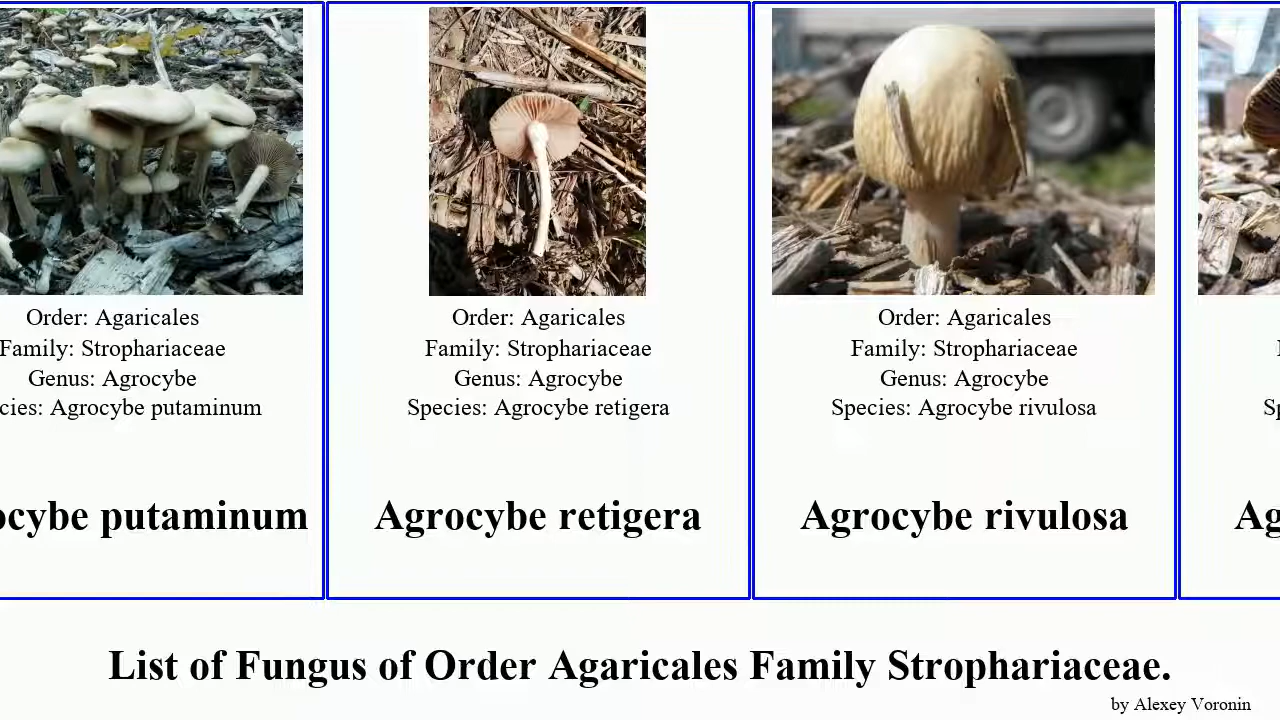 Order: Agaricales
Family: Strophariaceae
Genus: Agrocybe
cies: Agrocybe putaminum
ocybe putaminum
Order: Agaricales
Family: Strophariaceae
Genus: Agrocybe
Species: Agrocybe retigera
Agrocybe retigera
Order: Agaricales
Family: Strophariaceae
Genus: Agrocybe
Species: Agrocybe rivulosa
Agrocybe rivulosa
Sp
Ag
List of Fungus of Order Agaricales Family Strophariaceae.
by Alexey Voronin